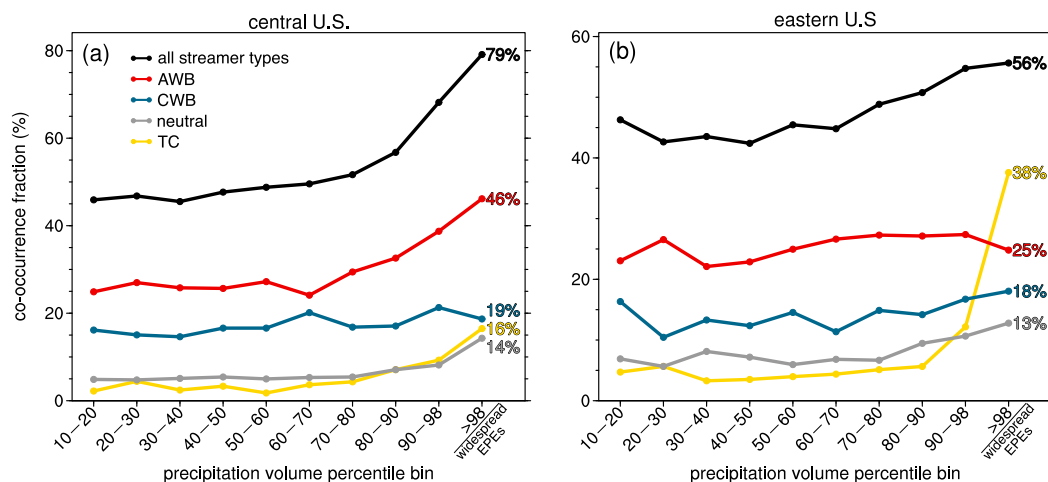 central U.S.
(a)
all streamer types
AWB
CWB
neutral
TC
79%
46%
19%
16%
14%
80
60
40
20
0
co-occurrence fraction (%)
10−20
20−30
30−40
40−50
50−60
60−70
70−80
80−90
90−98
>98
widespread
EPEs
precipitation volume percentile bin
eastern U.S
(b)
56%
38%
25%
18%
13%
60
40
20
0
10−20
20−30
30−40
40−50
50−60
60−70
70−80
80−90
90−98
>98
widespread
EPEs
precipitation volume percentile bin